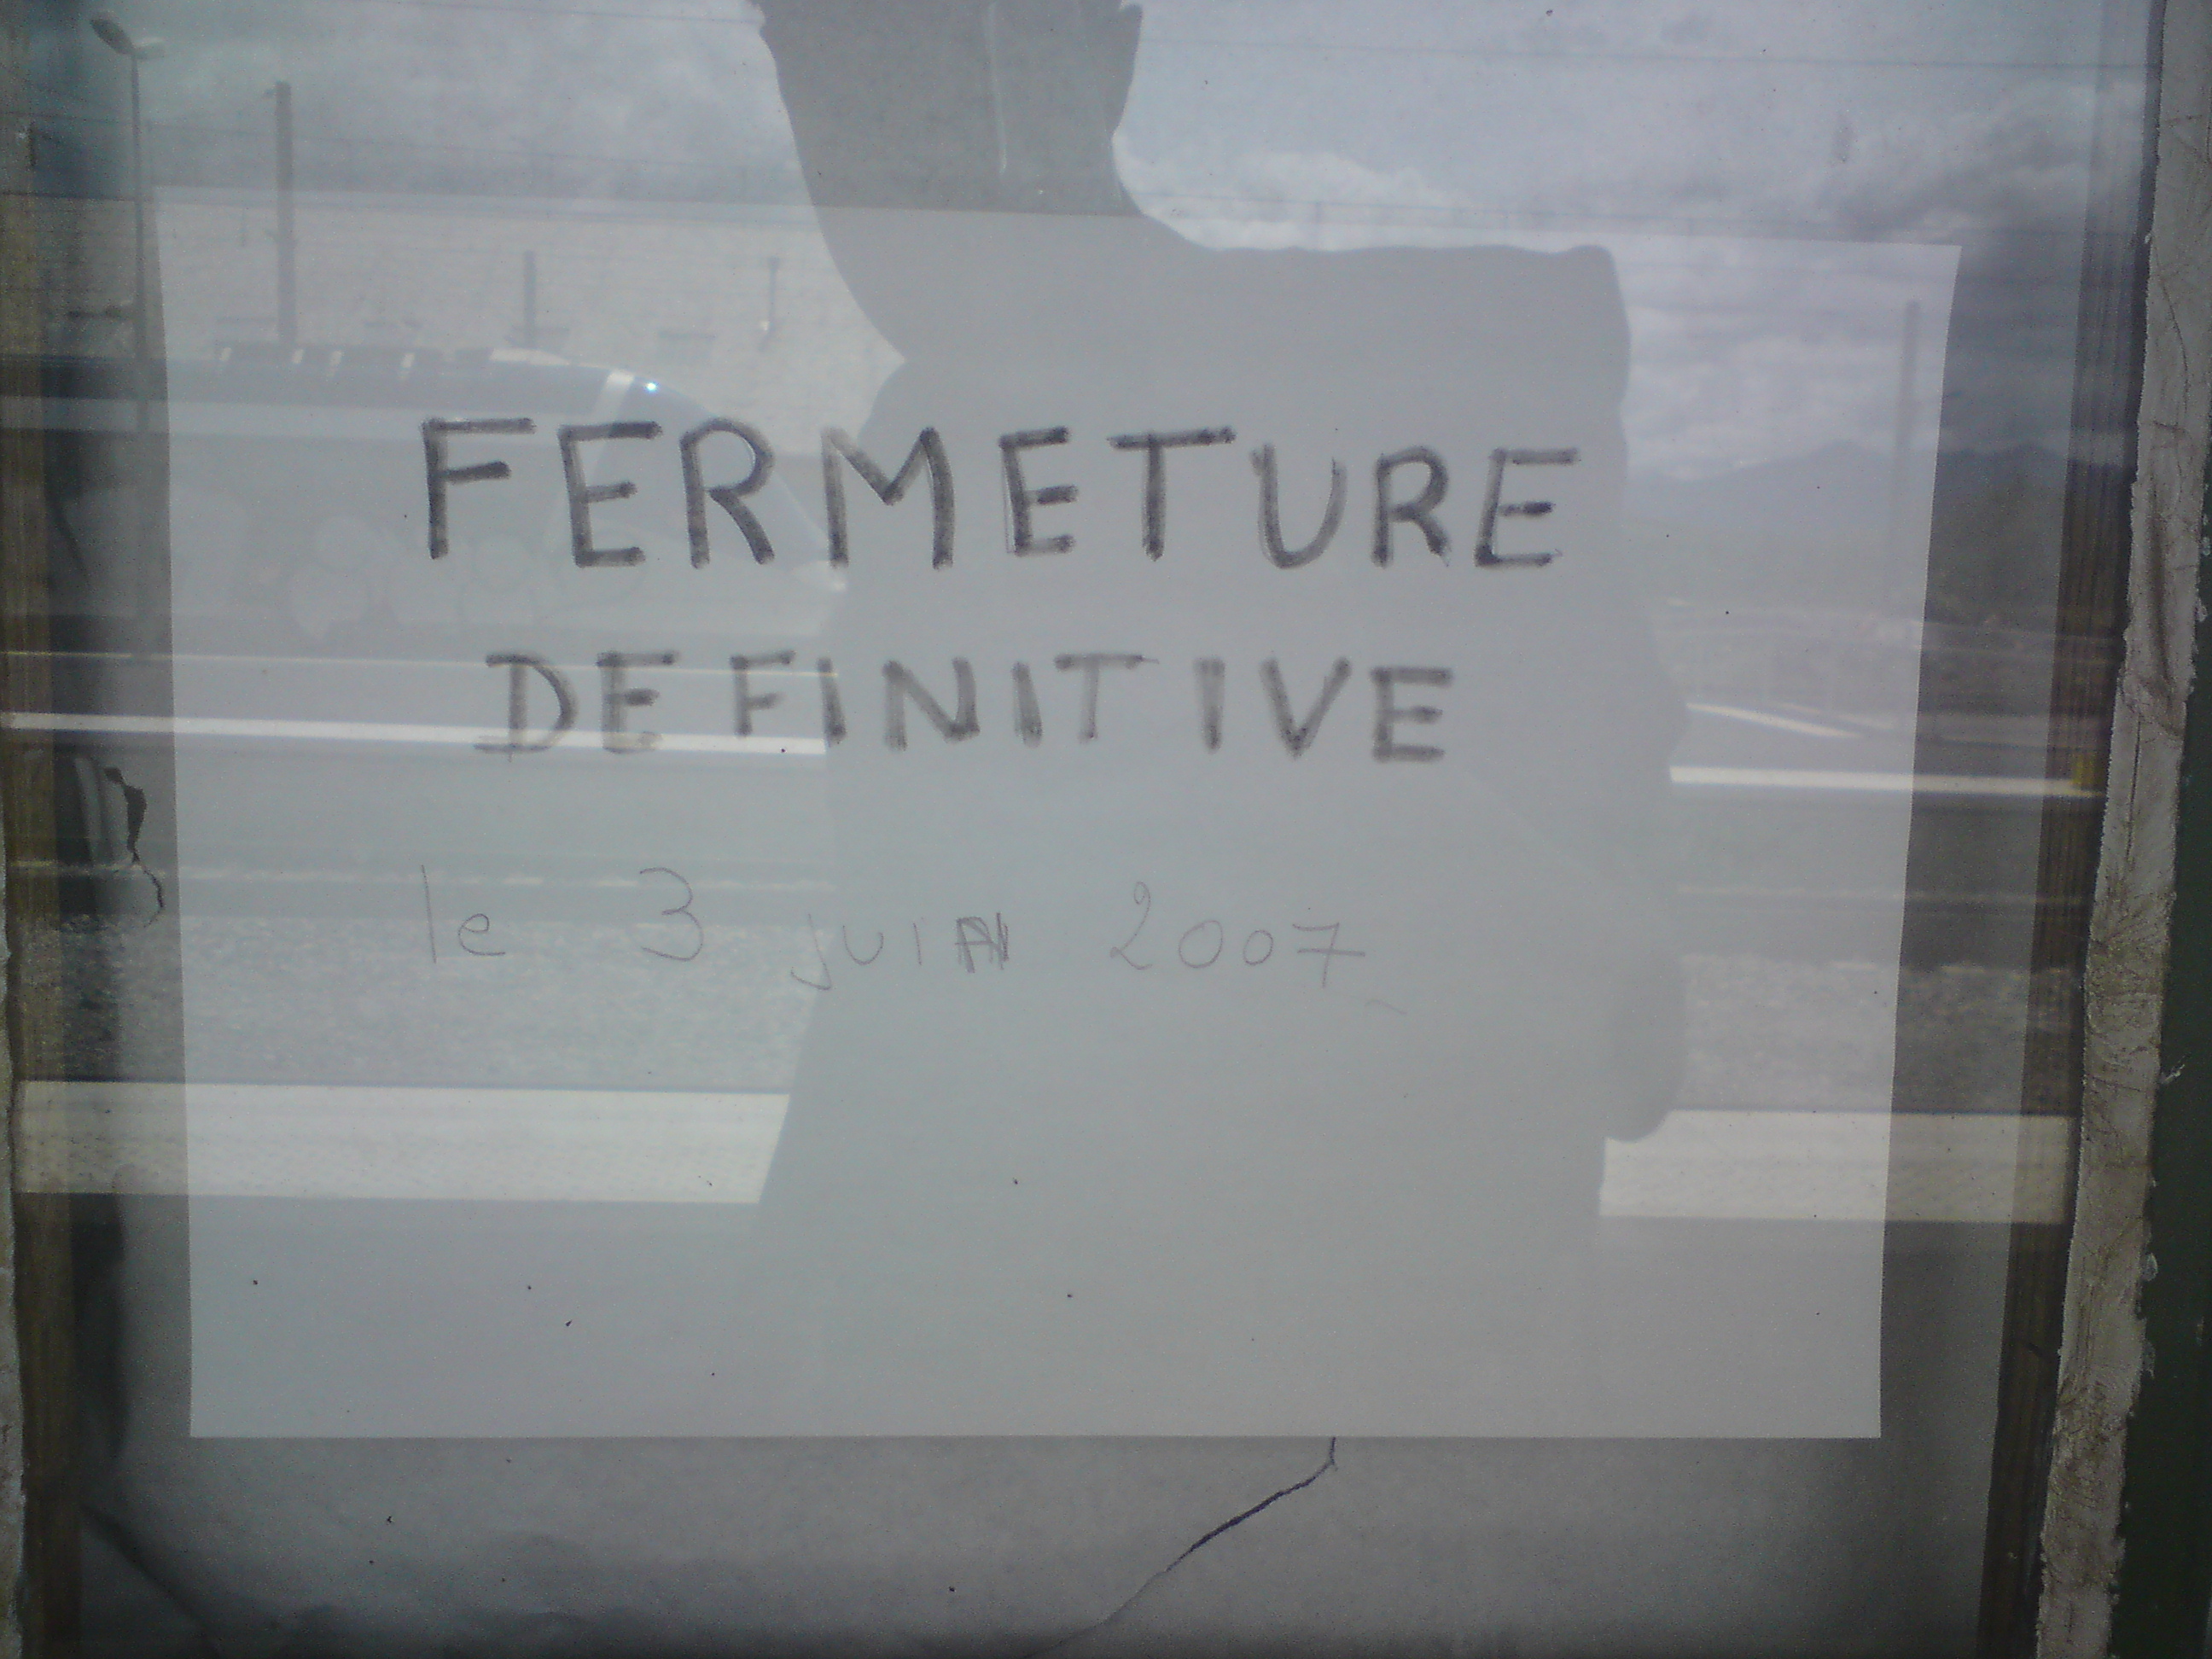 FERMETURE
DEFINITIVE
le 3 juin 2007